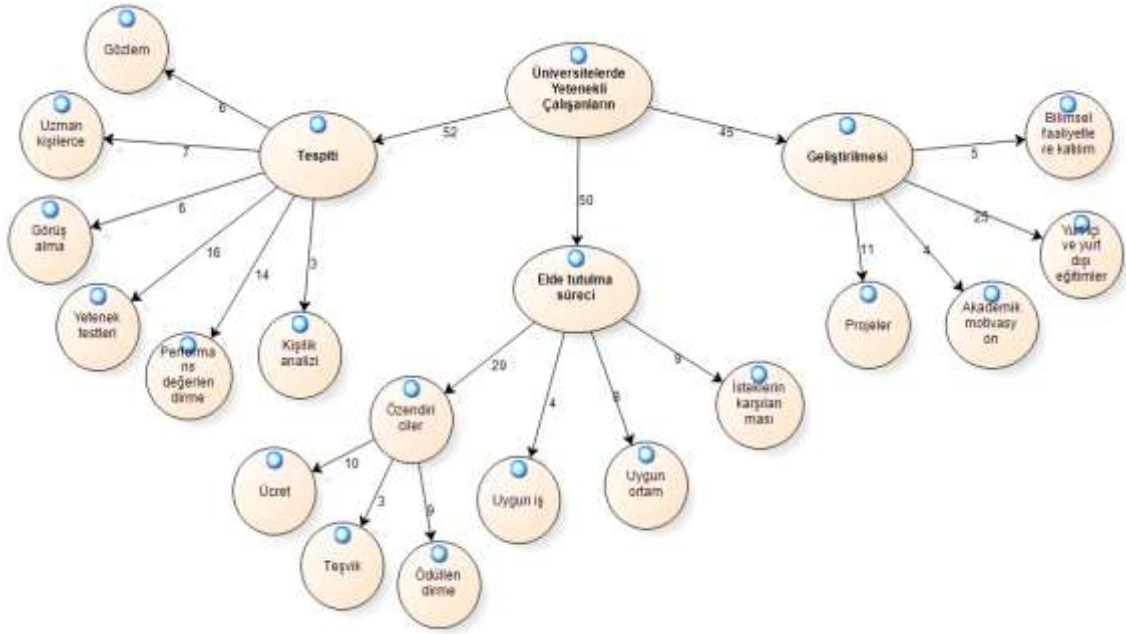 Üniversitelerde
Yetenekli
Çalışanların
52
50
45
Tespiti
6
Gözlem
7
Uzman
kişilerce
6
Görüş
alma
16
Yetenek
testleri
14
Performa
ns
değerlen
dirme
3
Kişilik
analizi
Elde tutulma
süreci
29
Özendiri
ciler
10
Ücret
3
Teşvik
9
Ödüllen
dirme
4
Uygun iş
8
Uygun
ortam
9
İsteklerin
karşılan
ması
Geliştirilmesi
11
Projeler
4
Akademik
motivasy
on
25
Yurt içi
ve yurt
dışı
eğitimler
5
Bilimsel
faaliyetle
re katılım